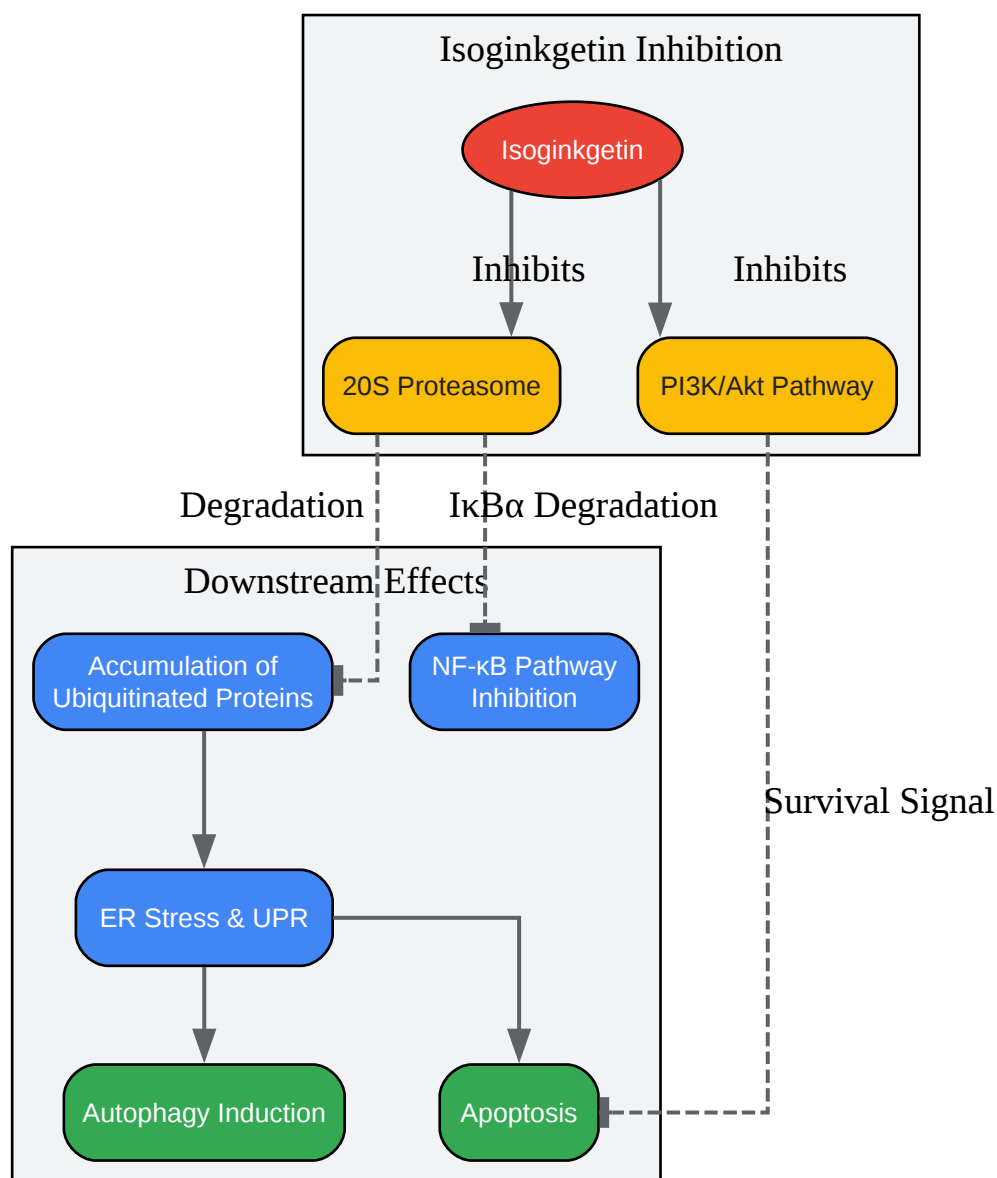 Isoginkgetin Inhibition
Isoginkgetin
Inhibits
Inhibits
20S Proteasome
PI3K/Akt Pathway
Degradation
IκBα Degradation
Downstream Effects
Accumulation of
Ubiquitinated Proteins
NF-κB Pathway
Inhibition
Survival Signal
ER Stress & UPR
Autophagy Induction
Apoptosis